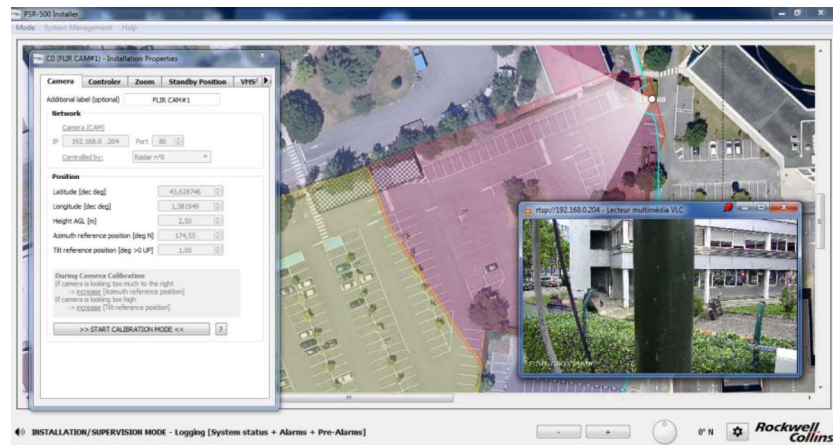 PSR-500 Installer
Mode System Management Help
C0 (FLIR CAM#1) - Installation Properties
Camera Controler Zoom Standby Position VMS
Additional label (optional) FLIR CAM#1
Network
Camera (CAM)
IP 192.168.0 .204 Port 80
Controlled by: Radar n°0
Position
Latitude [dec deg] 43,628746
Longitude [dec deg] 1,381949
Height AGL [m] 2,50
Azimuth reference position [deg N] 174,55
Tilt reference position [deg >0 UP] 1,00
During Camera Calibration
If camera is looking too much to the right
-> increase [Azimuth reference position]
If camera is looking too high
-> increase [Tilt reference position]
>> START CALIBRATION MODE << ?
R0
rtsp://192.168.0.204 - Lecteur multimédia VLC
INSTALLATION/SUPERVISION MODE - Logging [System status + Alarms + Pre-Alarms]
- +
0° N
Rockwell
Collins